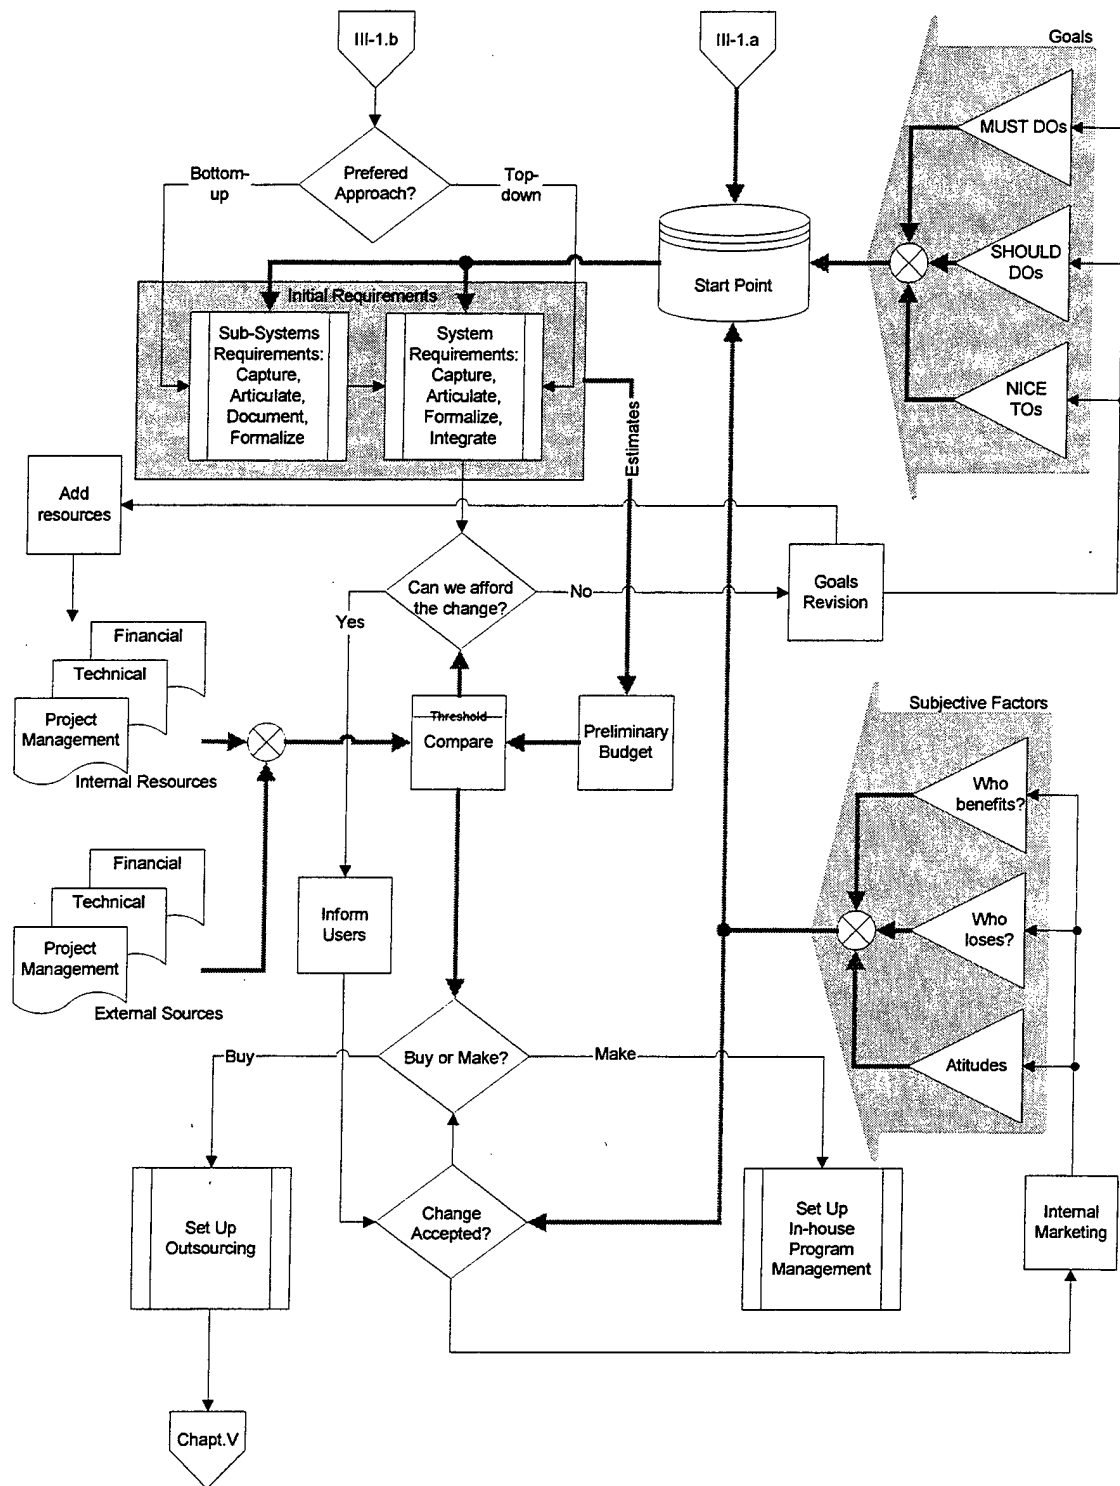 III-1.b
III-1.a
Goals
MUST DOs
Bottom-
up
Prefered
Approach?
Top-
down
SHOULD
DOs
Start Point
Initial Requirements
Sub-Systems
Requirements:
Capture,
Articulate,
Document,
Formalize
System
Requirements:
Capture,
Articulate,
Formalize,
Integrate
NICE
TOs
Estimates
Add
resources
Can we afford
the change?
No
Goals
Revision
Yes
Financial
Technical
Project
Management
Internal Resources
Threshold
Compare
Preliminary
Budget
Subjective Factors
Who
benefits?
Financial
Technical
Project
Management
External Sources
Inform
Users
Who
loses?
Buy
Buy or Make?
Make
Atitudes
Set Up
Outsourcing
Change
Accepted?
Set Up
In-house
Program
Management
Internal
Marketing
Chapt.V